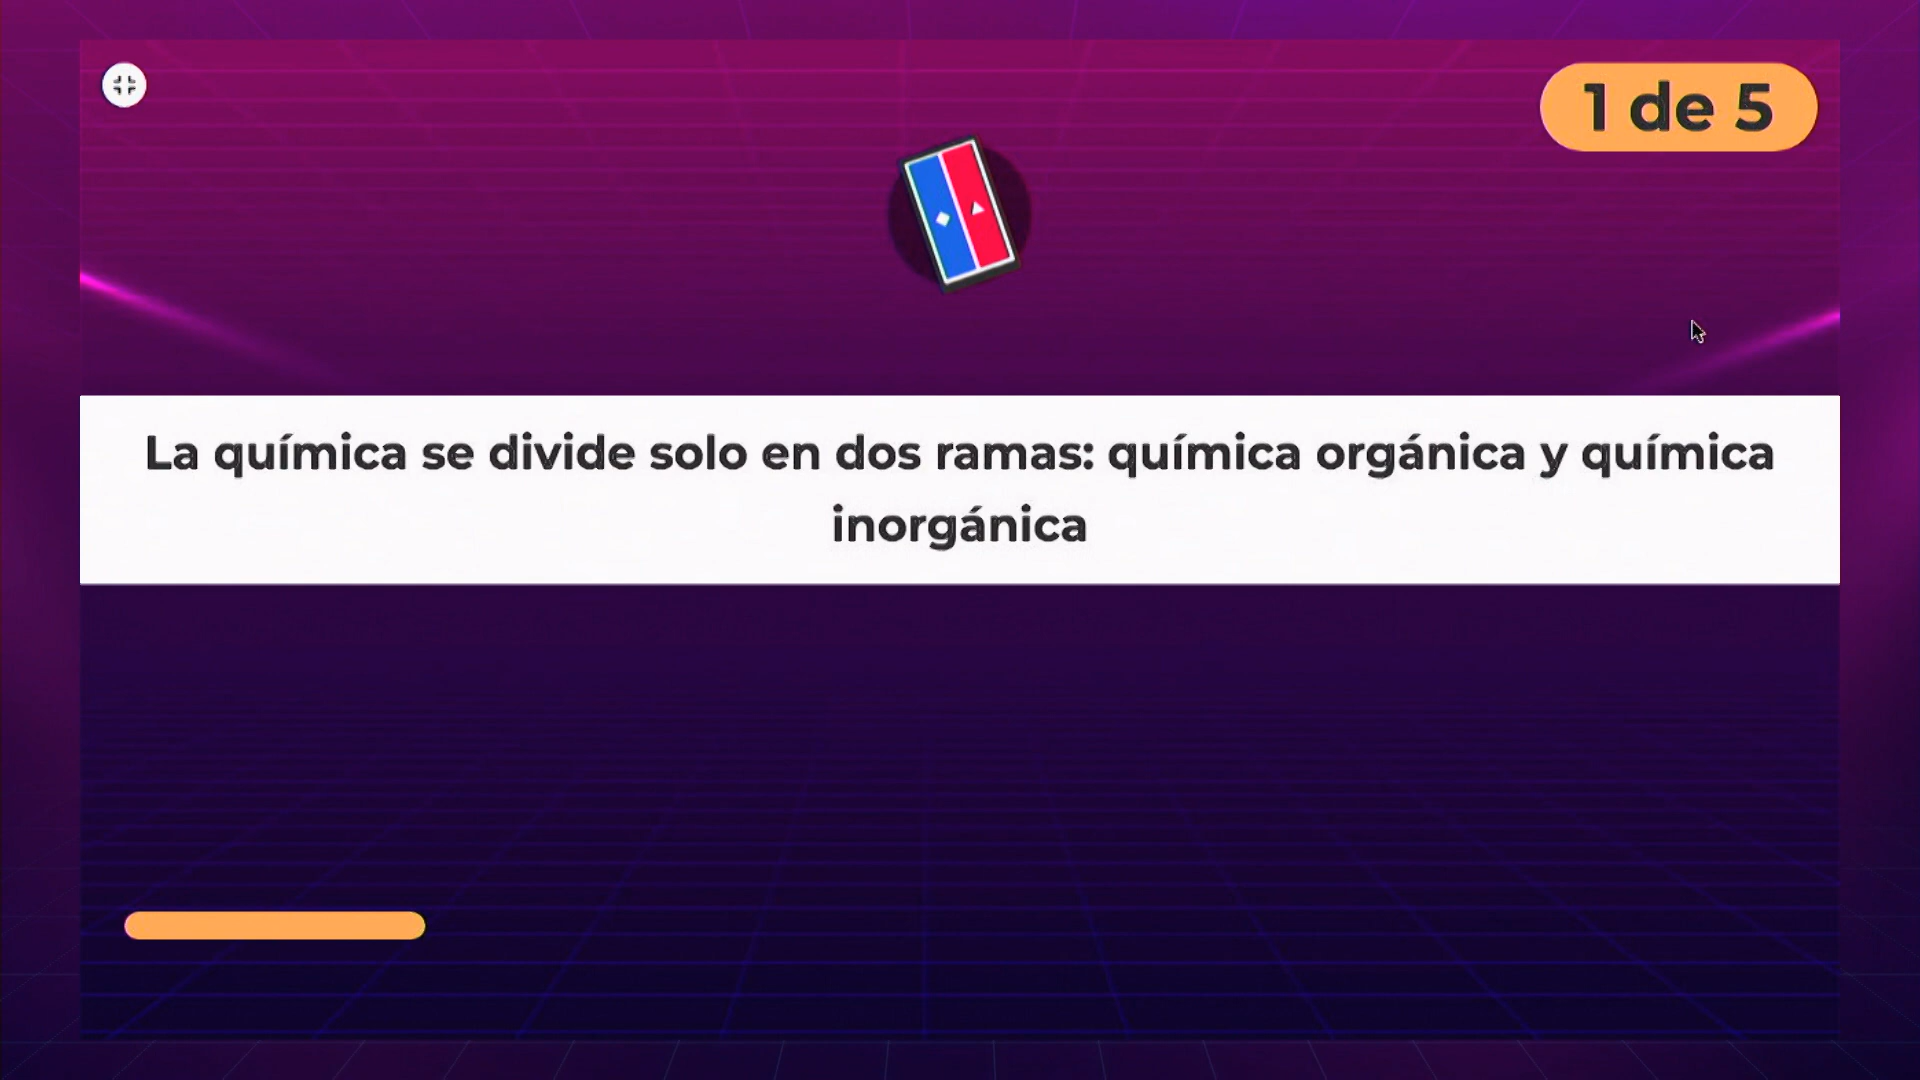 1 de 5
La química se divide solo en dos ramas: química orgánica y química
inorgánica